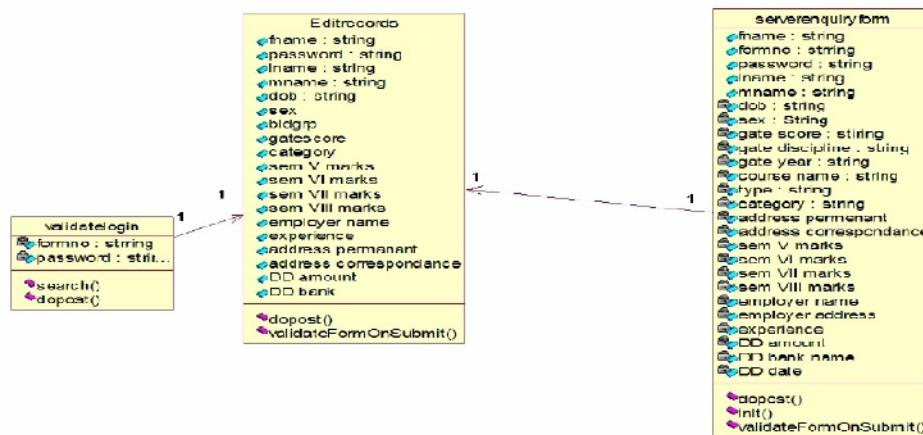 validatelogin
formno : strring
password : strir...
search()
dopost()
1
1
Editrecords
fname : string
password : string
lname : string
mname : string
dob : string
sex
bldgrp
gatescore
category
sem V marks
sem VI marks
sem VII marks
sem VIII marks
employer name
experience
address permanant
address correspondance
DD amount
DD bank
dopost()
validateFormOnSubmit()
1
1
serverenquiryform
fname : string
formno : string
password : string
lname : string
mname : string
dob : string
sex : String
gate score : stiring
gate discipline : string
gate year : string
course name : string
type : string
category : string
address permenant
address correspondance
sem V marks
sem VI marks
sem VII marks
sem VIII marks
employer name
employer address
experience
DD amount
DD bank name
DD date
dopost()
init()
validateFormOnSubmit()